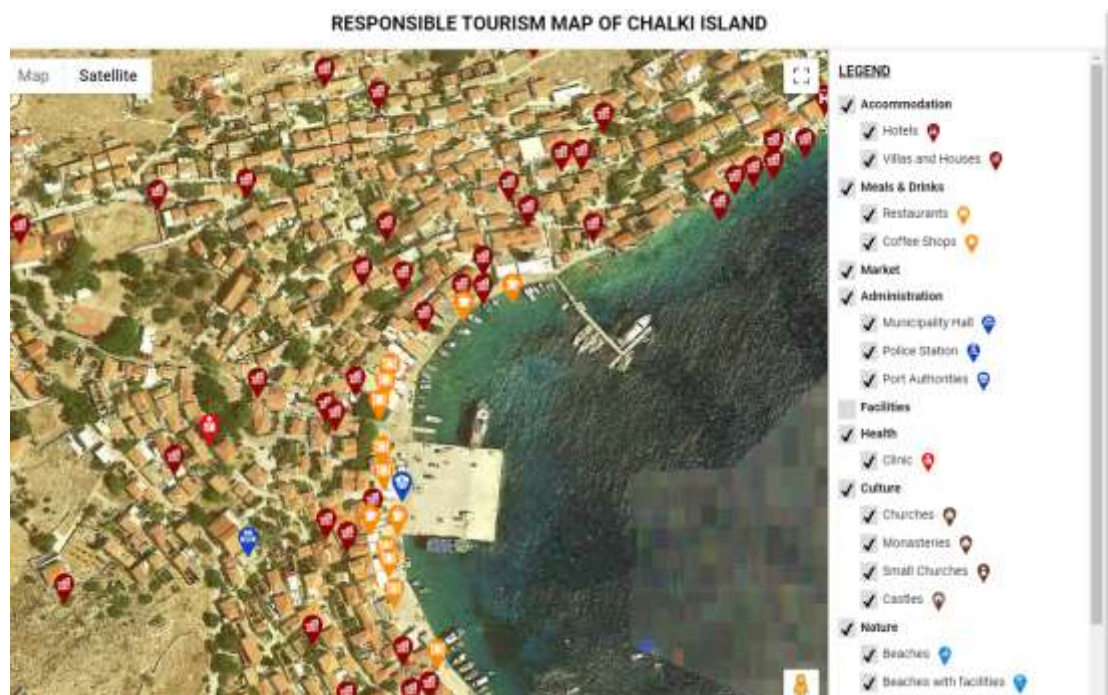 RESPONSIBLE TOURISM MAP OF CHALKI ISLAND
Map Satellite
LEGEND
Accommodation
Hotels
Villas and Houses
Meals & Drinks
Restaurants
Coffee Shops
Market
Administration
Municipality Hall
Police Station
Port Authorities
Facilities
Health
Clinic
Culture
Churches
Monasteries
Small Churches
Castles
Nature
Beaches
Beaches with facilities